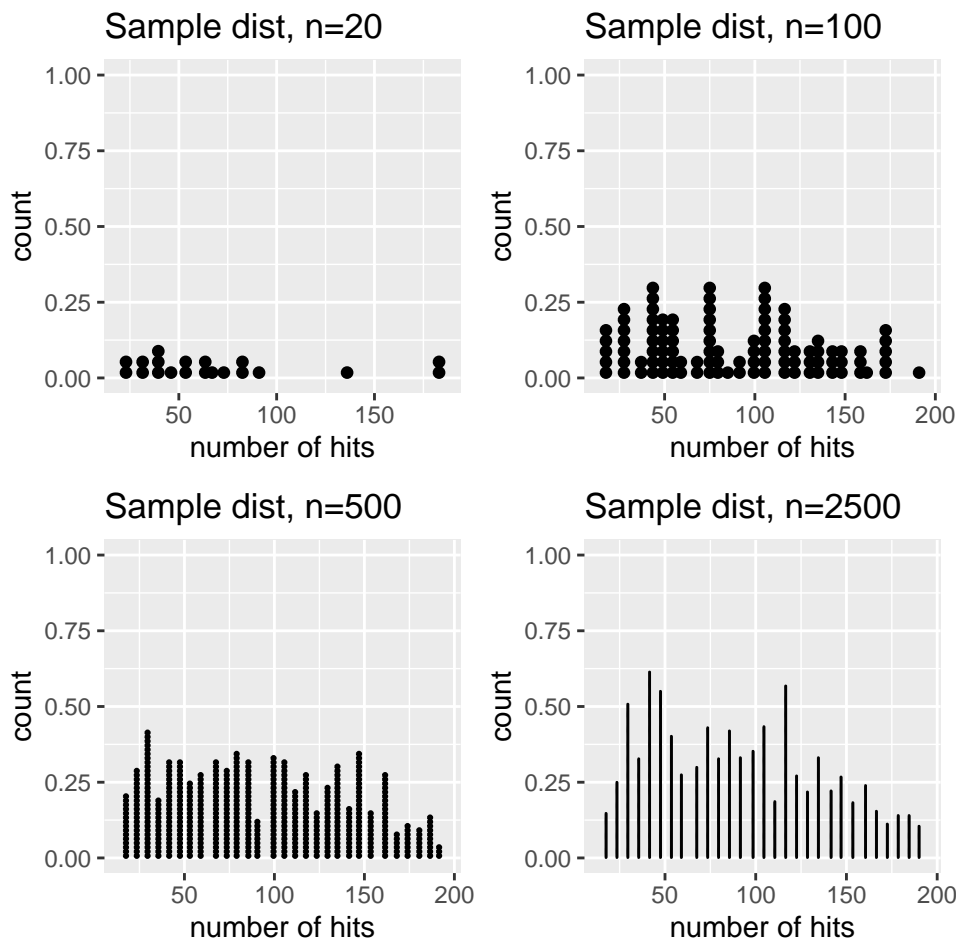 Sample dist, n=20
1.00
0.75
0.50
0.25
0.00
count
50 100 150
number of hits
Sample dist, n=100
1.00
0.75
0.50
0.25
0.00
count
50 100 150 200
number of hits
Sample dist, n=500
1.00
0.75
0.50
0.25
0.00
count
50 100 150 200
number of hits
Sample dist, n=2500
1.00
0.75
0.50
0.25
0.00
count
50 100 150 200
number of hits